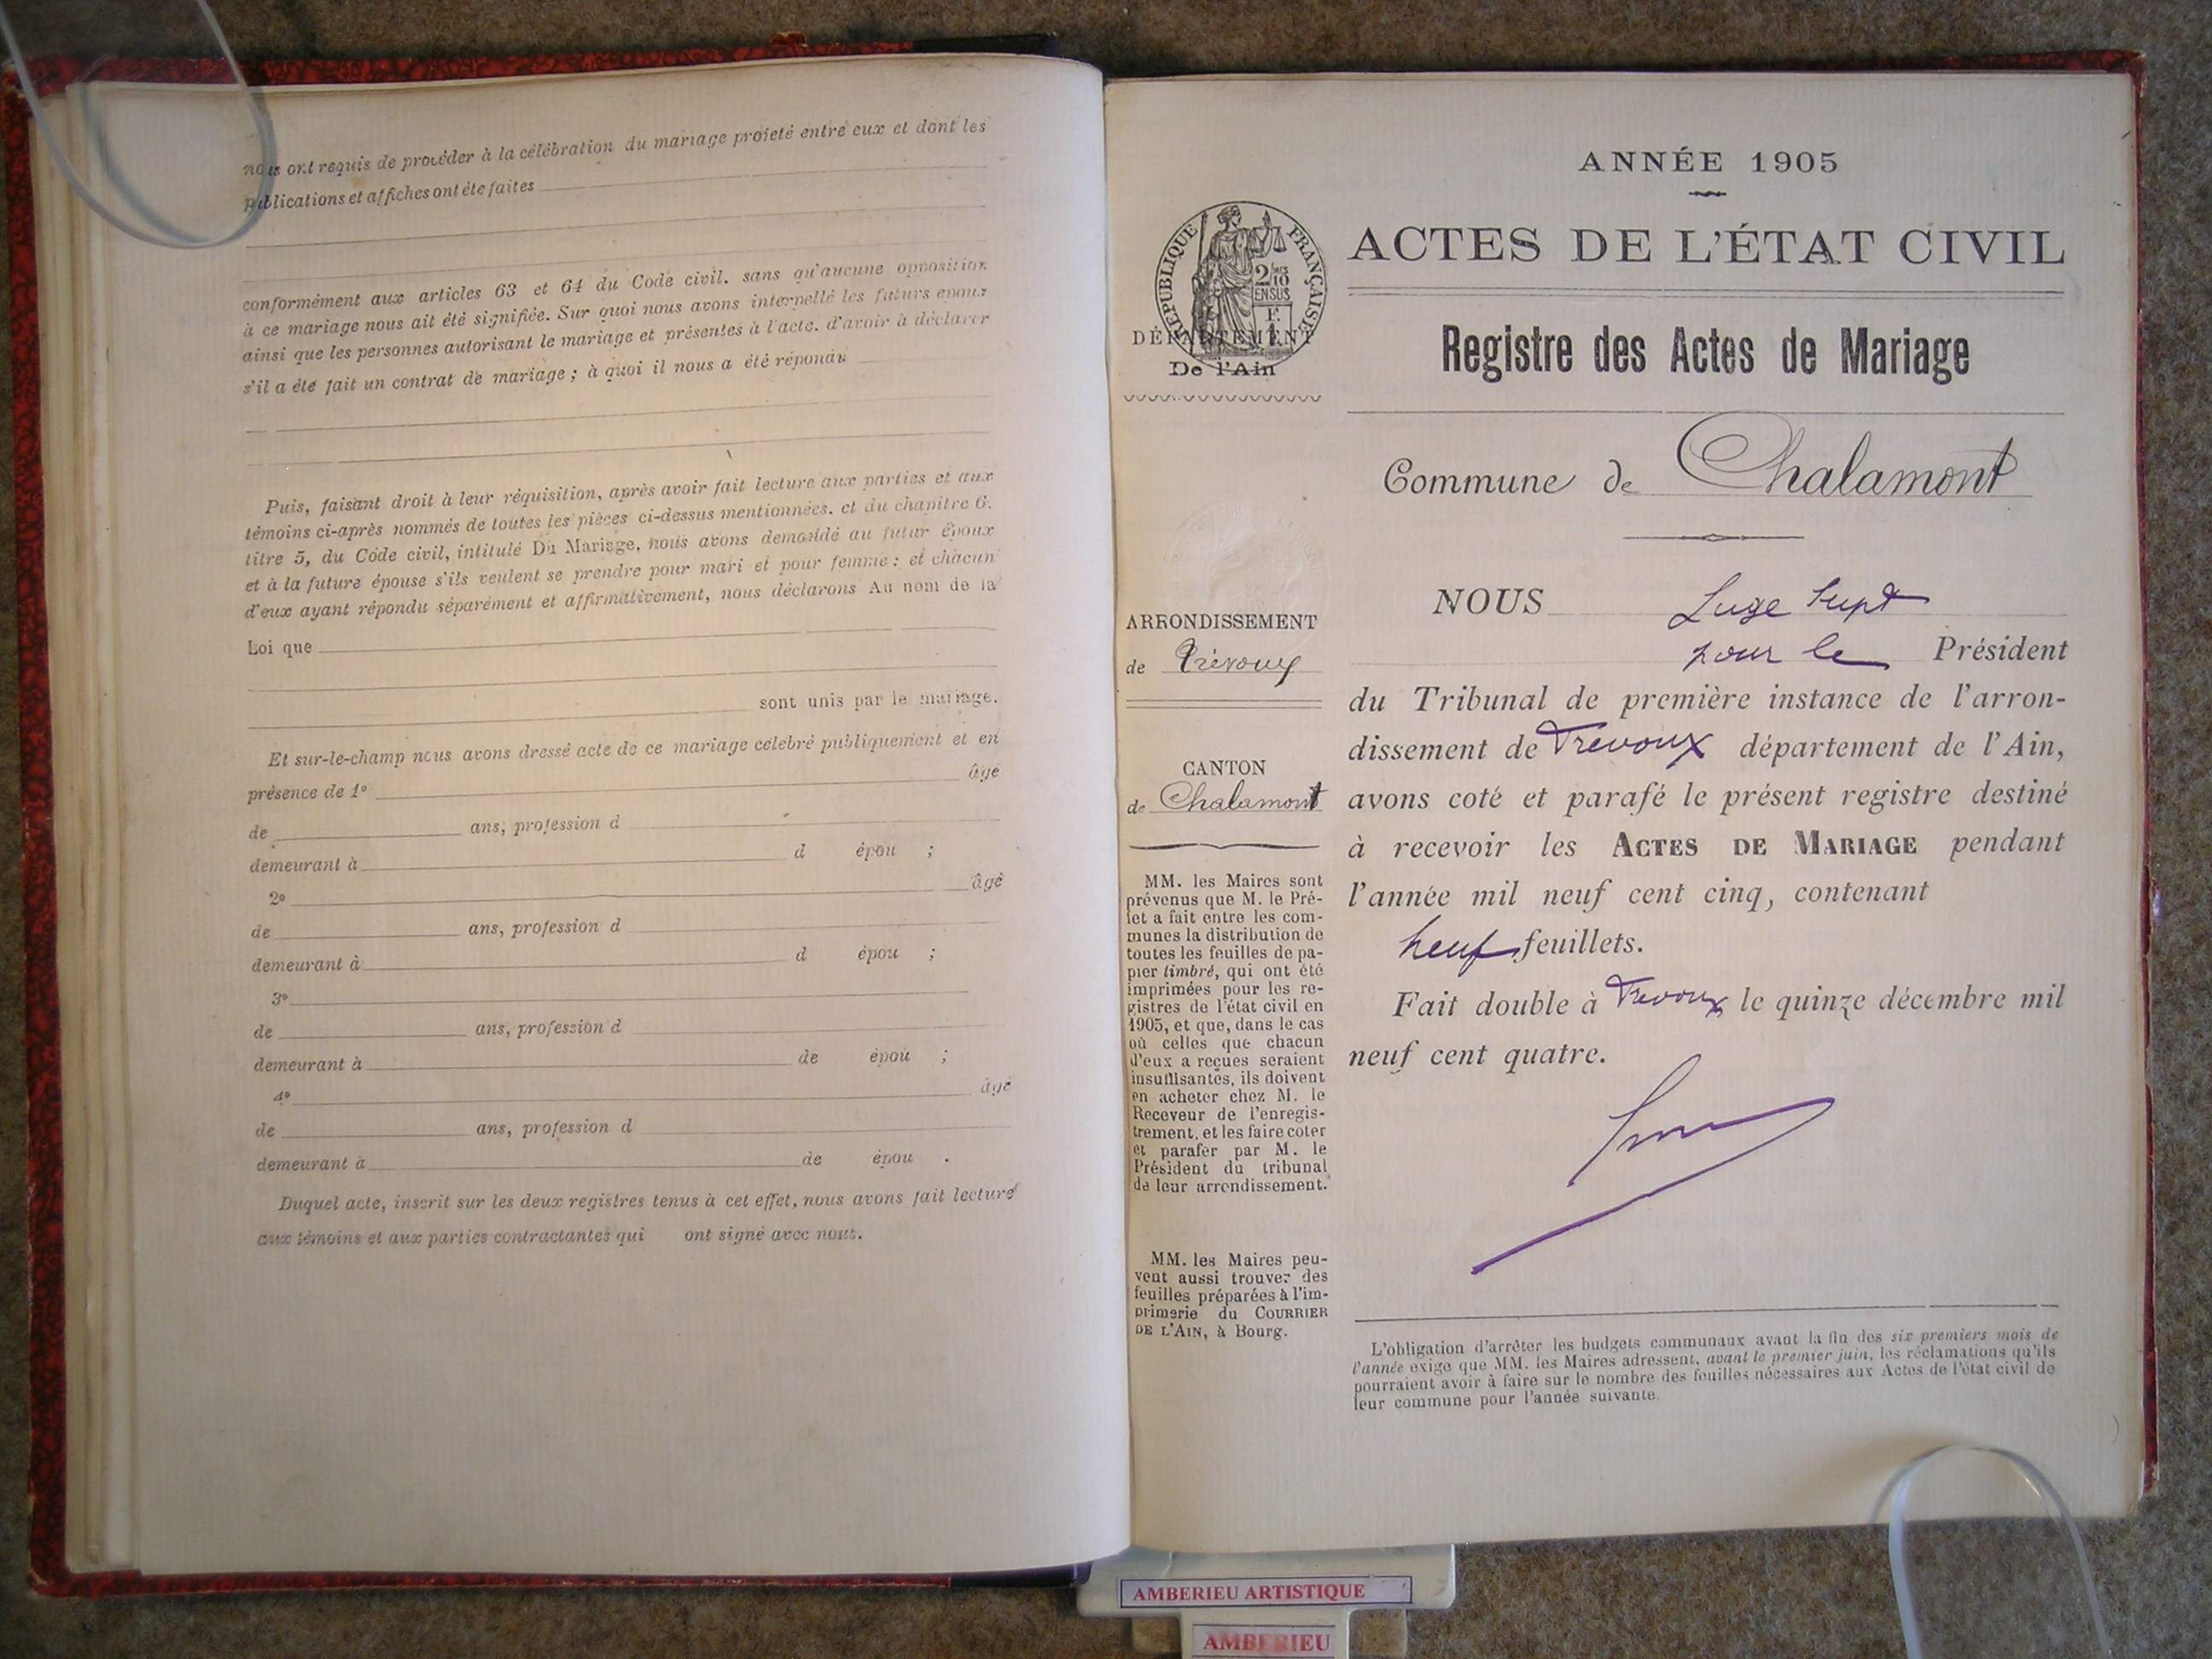 nous ont requis de procéder à la célébration du mariage projeté entre eux et dont les
publications et affiches ont été faites
conformément aux articles 63 et 64 du Code civil. sans qu'aucune opposition
à ce mariage nous ait été signifiée. Sur quoi nous avons interpellé les futurs époux
ainsi que les personnes autorisant le mariage et présentes à l'acte. d'avoir à déclarer
s'il a été fait un contrat de mariage ; à quoi il nous a été répondu
Puis, faisant droit à leur réquisition, après avoir fait lecture aux parties et aux
témoins ci-après nommés de toutes les pièces ci-dessus mentionnées. et du chapitre 6.
titre 5, du Code civil, intitulé Du Mariage, nous avons demandé au futur époux
et à la future épouse s'ils veulent se prendre pour mari et pour femme : et chacun
d'eux ayant répondu séparément et affirmativement, nous déclarons Au nom de la
Loi que
sont unis par le mariage.
Et sur-le-champ nous avons dressé acte de ce mariage célébré publiquement et en
présence de 1º âgé
de ans, profession d
demeurant à d épou ;
2º âgé
de ans, profession d
demeurant à d épou ;
3º
de ans, profession d
demeurant à de épou ;
4º âgé
de ans, profession d
demeurant à de épou .
Duquel acte, inscrit sur les deux registres tenus à cet effet, nous avons fait lecture
aux témoins et aux parties contractantes qui ont signé avec nous.
ANNÉE 1905
RÉPUBLIQUE FRANÇAISE
2/10
EN SUS
F.
DÉPARTEMENT
De l'Ain
ARRONDISSEMENT
de Trévoux
CANTON
de Chalamont
MM. les Maires sont
prévenus que M. le Pré-
fet a fait entre les com-
munes la distribution de
toutes les feuilles de pa-
pier timbré, qui ont été
imprimées pour les re-
gistres de l'état civil en
1905, et que, dans le cas
où celles que chacun
d'eux a reçues seraient
insuffisantes, ils doivent
en acheter chez M. le
Receveur de l'enregis-
trement, et les faire coter
et parafer par M. le
Président du tribunal
de leur arrondissement.
MM. les Maires peu-
vent aussi trouver des
feuilles préparées à l'im-
primerie du COURRIER
DE L'AIN, à Bourg.
ACTES DE L'ÉTAT CIVIL
Registre des Actes de Mariage
Commune de Chalamont
NOUS Juge Supt
pour le Président
du Tribunal de première instance de l'arron-
dissement de Trévoux département de l'Ain,
avons coté et parafé le présent registre destiné
à recevoir les ACTES DE MARIAGE pendant
l'année mil neuf cent cinq, contenant
neuf feuillets.
Fait double à Trevoux le quinze décembre mil
neuf cent quatre.
L'obligation d'arrêter les budgets communaux avant la fin des six premiers mois de
l'année exige que MM. les Maires adressent, avant le premier juin, les réclamations qu'ils
pourraient avoir à faire sur le nombre des feuilles nécessaires aux Actes de l'état civil de
leur commune pour l'année suivante.
AMBERIEU ARTISTIQUE
AMBERIEU